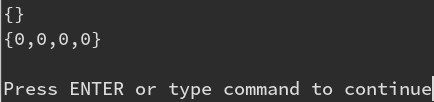 {}
{0,0,0,0}
Press ENTER or type command to continue